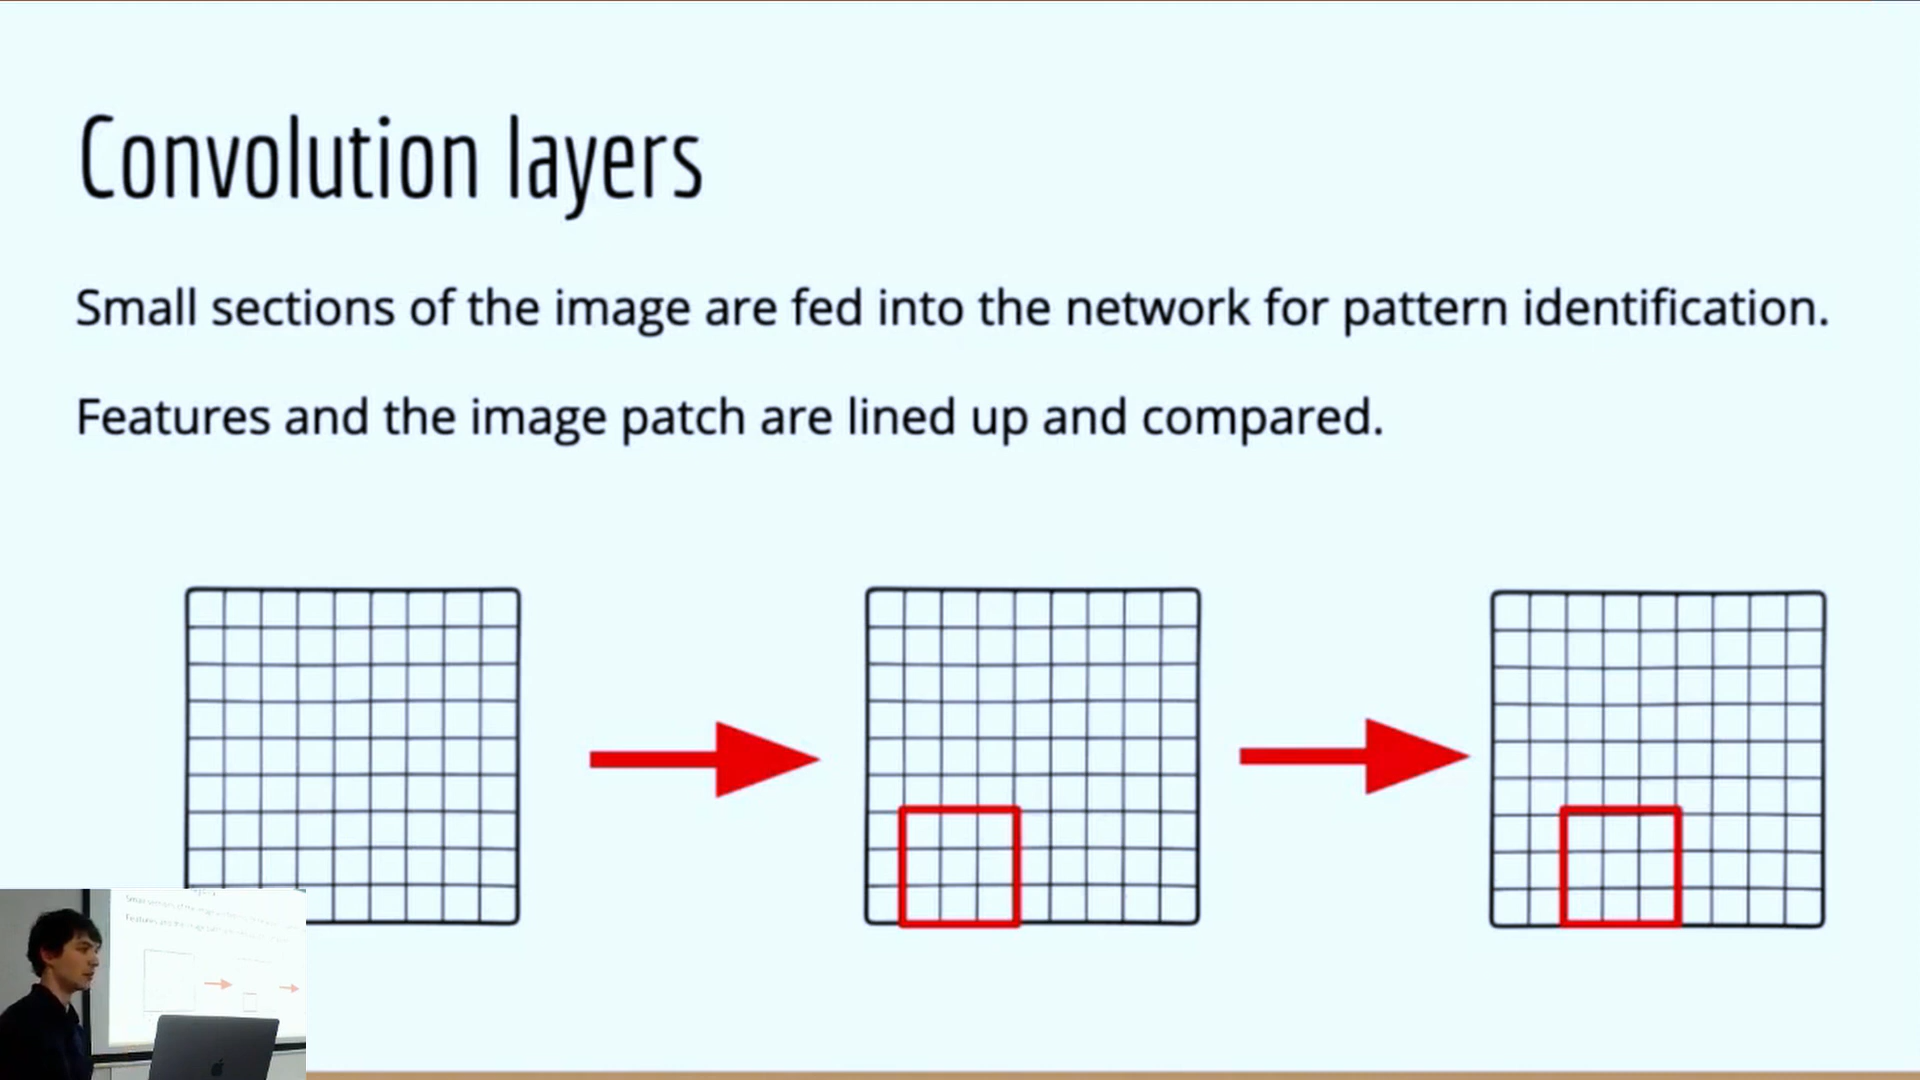 Convolution layers
Small sections of the image are fed into the network for pattern identification.
Features and the image patch are lined up and compared.